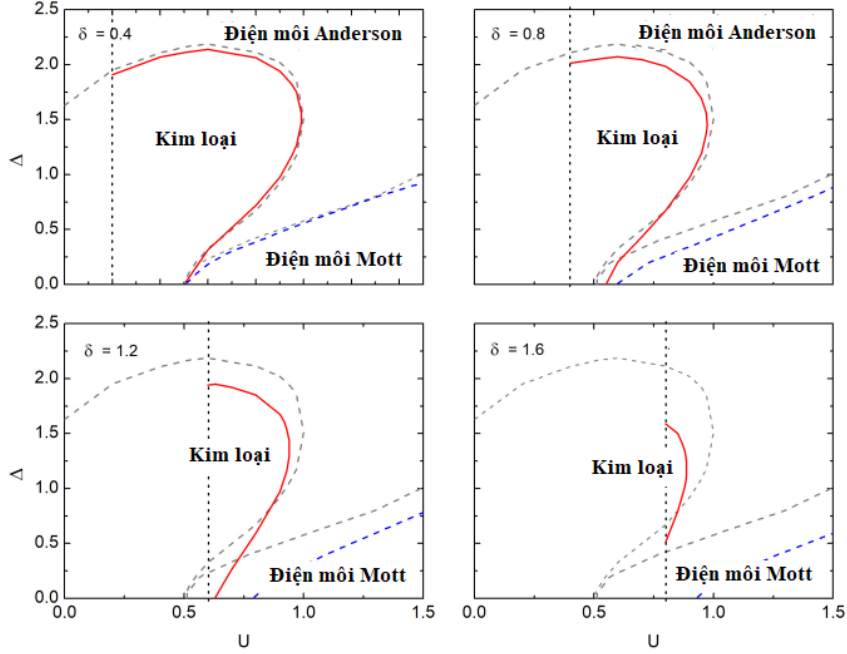 δ = 0.4
Điện môi Anderson
Kim loại
Điện môi Mott
Δ
0.0
0.5
1.0
1.5
2.0
2.5
δ = 0.8
Điện môi Anderson
Kim loại
Điện môi Mott
δ = 1.2
Kim loại
Điện môi Mott
Δ
0.0
0.5
1.0
1.5
2.0
2.5
0.0 0.5 1.0 1.5
U
δ = 1.6
Kim loại
Điện môi Mott
0.0 0.5 1.0 1.5
U